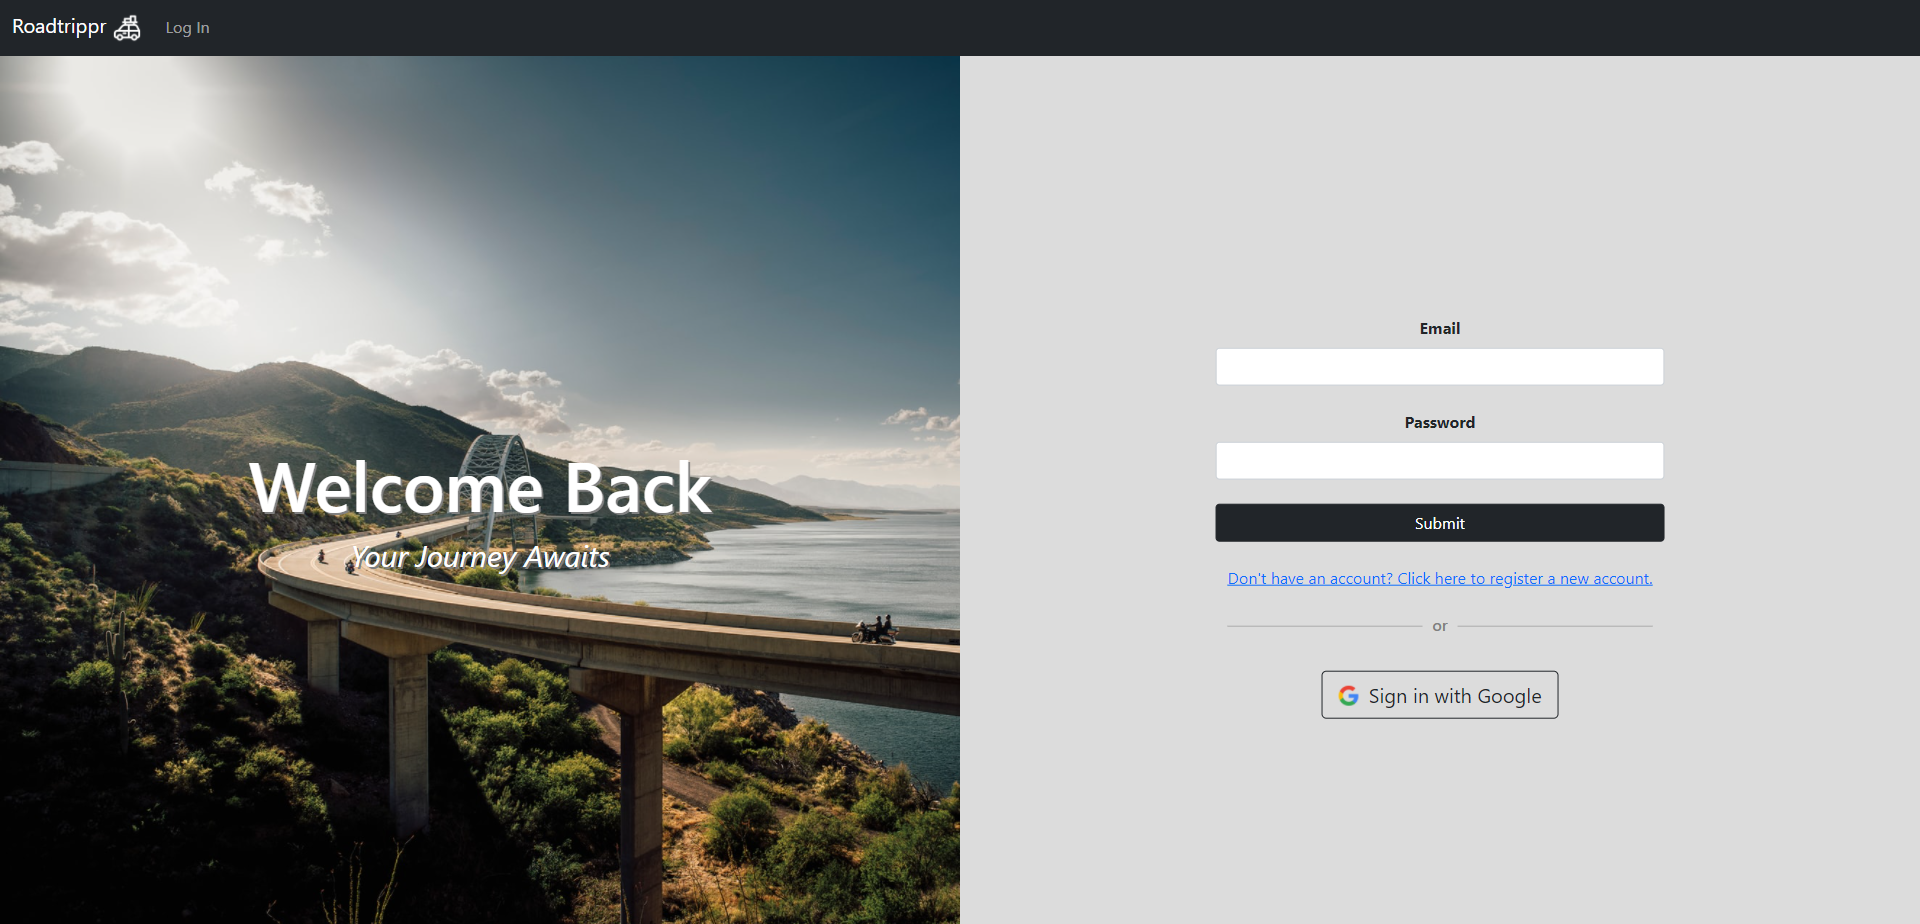 Roadtrippr Log In
Welcome Back
Your Journey Awaits
Email
Password
Submit
Don't have an account? Click here to register a new account.
or
Sign in with Google